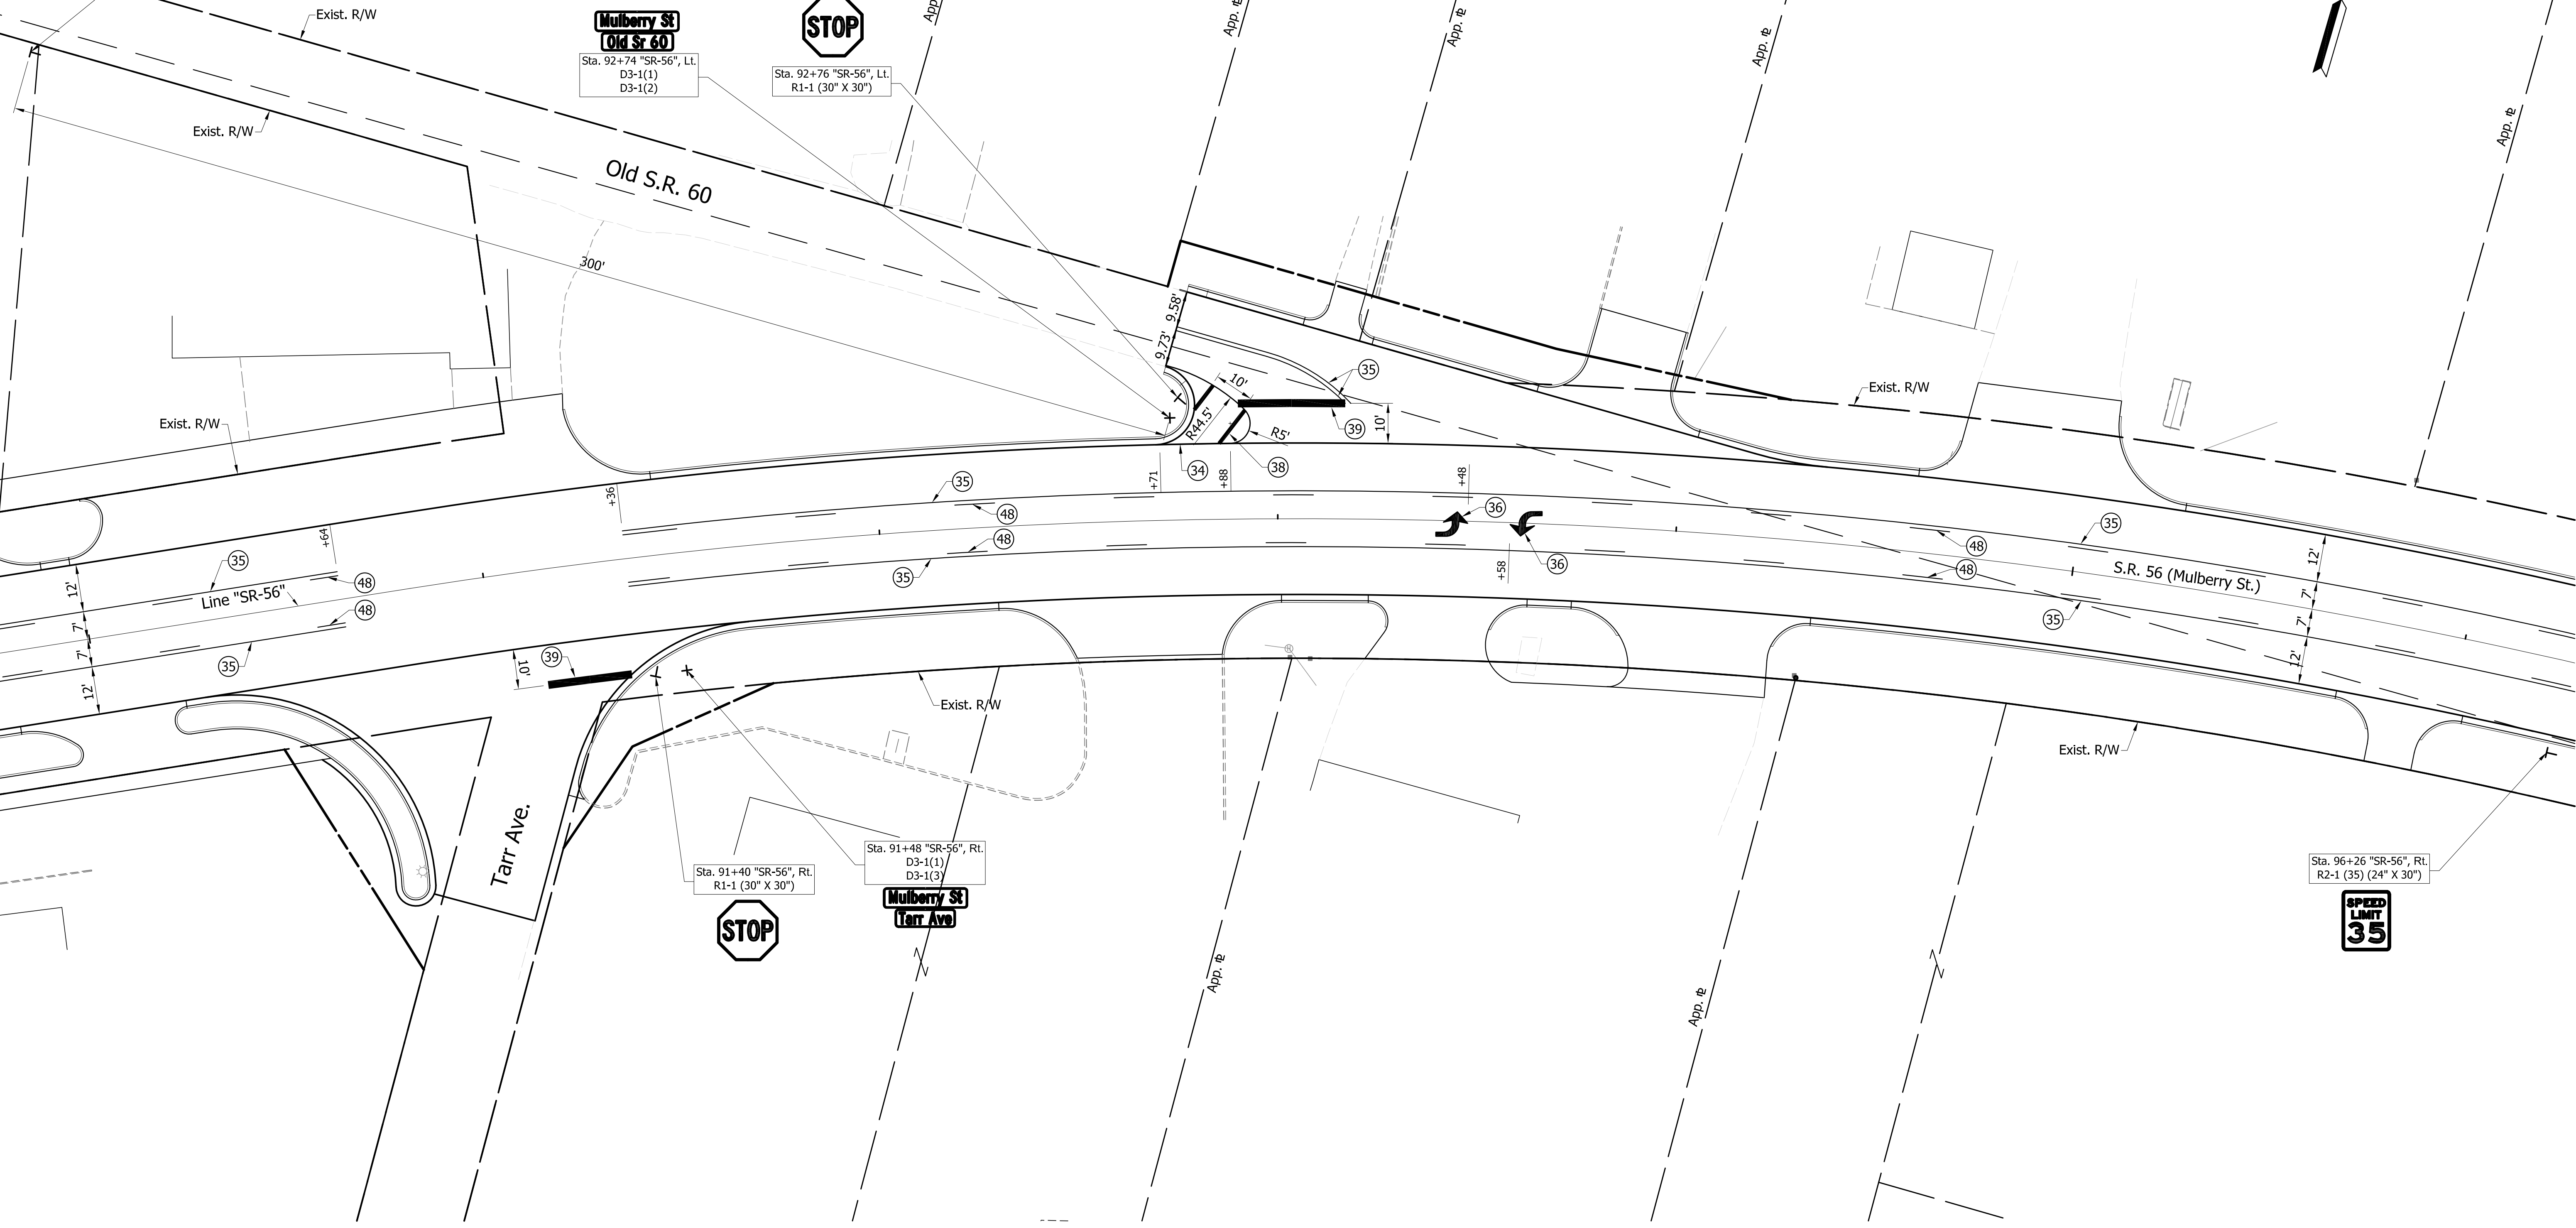 Exist. R/W
Mulberry St
Old Sr 60
Sta. 92+74 "SR-56", Lt.
D3-1(1)
D3-1(2)
STOP
Sta. 92+76 "SR-56", Lt.
R1-1 (30" X 30")
App.
App. ⅊
App. ⅊
App. ⅊
App. ⅊
Exist. R/W
Old S.R. 60
300'
9.58'
9.73'
10'
R44.5'
R5'
35
39
10'
38
34
Exist. R/W
Exist. R/W
+71
+88
+48
+36
+64
35
48
48
35
36
36
+58
48
35
48
35
S.R. 56 (Mulberry St.)
12'
7'
7'
12'
35
48
Line "SR-56"
48
35
12'
7'
7'
12'
10'
39
Exist. R/W
Exist. R/W
Tarr Ave.
Sta. 91+40 "SR-56", Rt.
R1-1 (30" X 30")
STOP
Sta. 91+48 "SR-56", Rt.
D3-1(1)
D3-1(3)
Mulberry St
Tarr Ave
App. ⅊
App. ⅊
Sta. 96+26 "SR-56", Rt.
R2-1 (35) (24" X 30")
SPEED
LIMIT
35